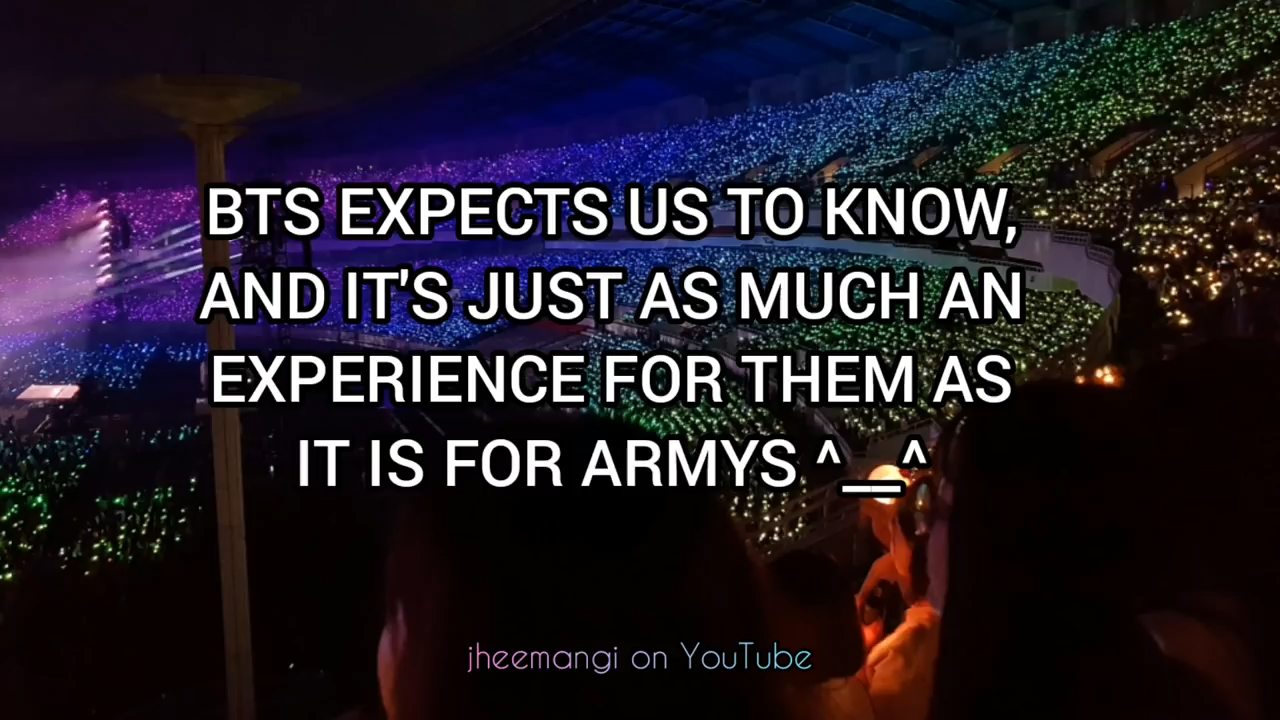 BTS EXPECTS US TO KNOW,
AND IT'S JUST AS MUCH AN
EXPERIENCE FOR THEM AS
IT IS FOR ARMYS ^__^
jheemangi on YouTube